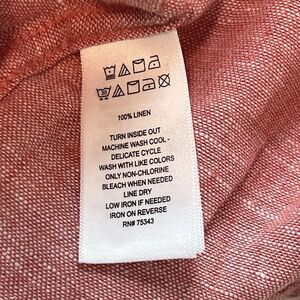 100% LINEN
TURN INSIDE OUT
MACHINE WASH COOL -
DELICATE CYCLE
WASH WITH LIKE COLORS
ONLY NON-CHLORINE
BLEACH WHEN NEEDED
LINE DRY
LOW IRON IF NEEDED
IRON ON REVERSE
RN# 75343